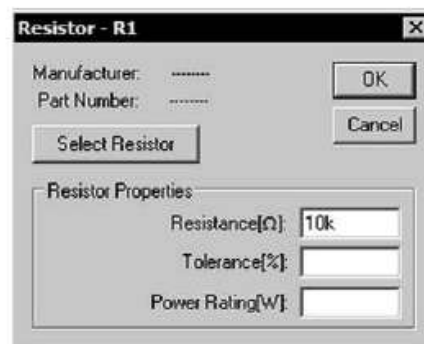 Resistor - R1
Manufacturer: -------
OK
Part Number: -------
Cancel
Select Resistor
Resistor Properties
Resistance[Ω]: 10k
Tolerance[%]:
Power Rating[W]: